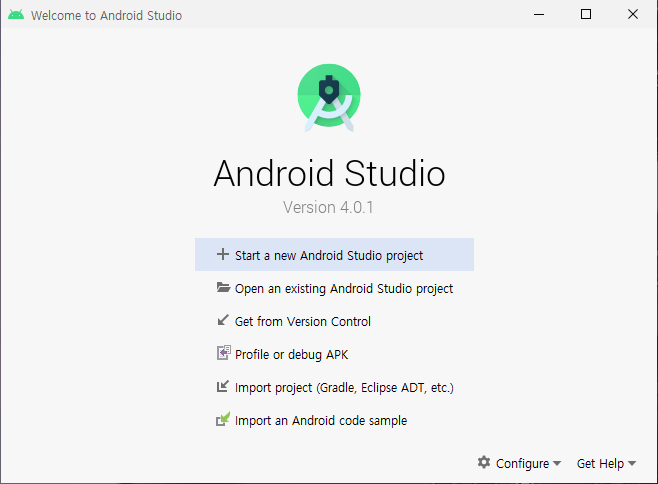 Welcome to Android Studio
Android Studio
Version 4.0.1
Start a new Android Studio project
Open an existing Android Studio project
Get from Version Control
Profile or debug APK
Import project (Gradle, Eclipse ADT, etc.)
Import an Android code sample
Configure Get Help